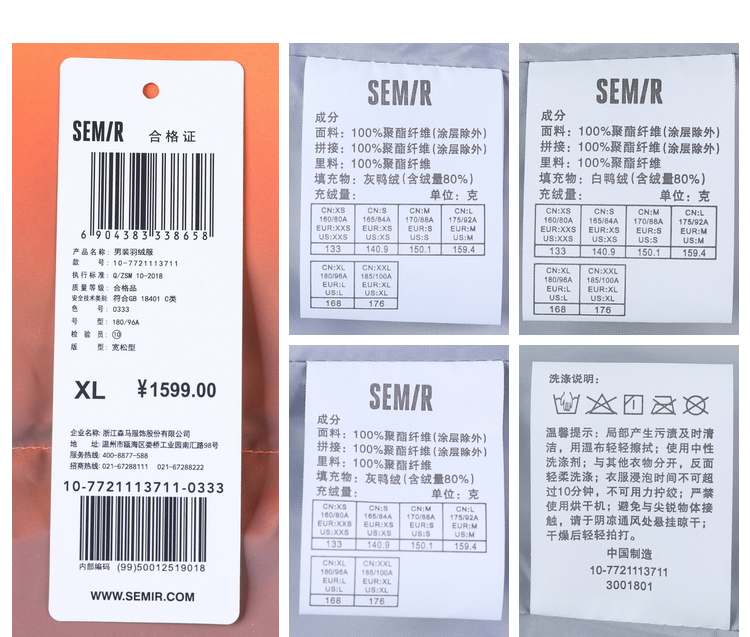 SEMIR 合格证
6 904383 338658
产品名称: 男装羽绒服
款 号: 10-7721113711
执行标准: Q/ZSM 10-2018
质量等级: 合格品
安全技术类别 符合GB 18401 C类
色 号: 0333
号 型: 180/96A
检 验 员: ⑩
版 型: 宽松型
XL ¥1599.00
企业名称: 浙江森马服饰股份有限公司
地 址: 温州市瓯海区娄桥工业园南汇路98号
服务热线: 400-8877-588
招商热线: 021-67288111 021-67288222
10-7721113711-0333
内部编码 (99)50012519018
WWW.SEMIR.COM
SEMIR
成分
面料: 100%聚酯纤维(涂层除外)
拼接: 100%聚酯纤维(涂层除外)
里料: 100%聚酯纤维
填充物: 灰鸭绒(含绒量80%)
充绒量: 单位: 克
CN:XS CN:S CN:M CN:L
160/80A 165/84A 170/88A 175/92A
EUR:XXS EUR:XS EUR:S EUR:M
US:XXS US:XS US:S US:M
133 140.9 150.1 159.4
CN:XL CN:XXL
180/96A 185/100A
EUR:L EUR:XL
US:L US:XL
168 176
SEMIR
成分
面料: 100%聚酯纤维(涂层除外)
拼接: 100%聚酯纤维(涂层除外)
里料: 100%聚酯纤维
填充物: 白鸭绒(含绒量80%)
充绒量: 单位: 克
CN:XS CN:S CN:M CN:L
160/80A 165/84A 170/88A 175/92A
EUR:XXS EUR:XS EUR:S EUR:M
US:XXS US:XS US:S US:M
133 140.9 150.1 159.4
CN:XL CN:XXL
180/96A 185/100A
EUR:L EUR:XL
US:L US:XL
168 176
SEMIR
成分
面料: 100%聚酯纤维(涂层除外)
拼接: 100%聚酯纤维(涂层除外)
里料: 100%聚酯纤维
填充物: 灰鸭绒(含绒量80%)
充绒量: 单位: 克
CN:XS CN:S CN:M CN:L
160/80A 165/84A 170/88A 175/92A
EUR:XXS EUR:XS EUR:S EUR:M
US:XXS US:XS US:S US:M
133 140.9 150.1 159.4
CN:XL CN:XXL
180/96A 185/100A
EUR:L EUR:XL
US:L US:XL
168 176
洗涤说明:
温馨提示: 局部产生污渍及时清
洁, 用湿布轻轻擦拭; 使用中性
洗涤剂; 与其他衣物分开, 反面
轻柔洗涤; 衣服浸泡时间不可超
过10分钟, 不可用力拧绞; 严禁
使用烘干机; 避免与尖锐物体接
触, 请于阴凉通风处悬挂晾干;
干燥后轻轻拍打。
中国制造
10-7721113711
3001801